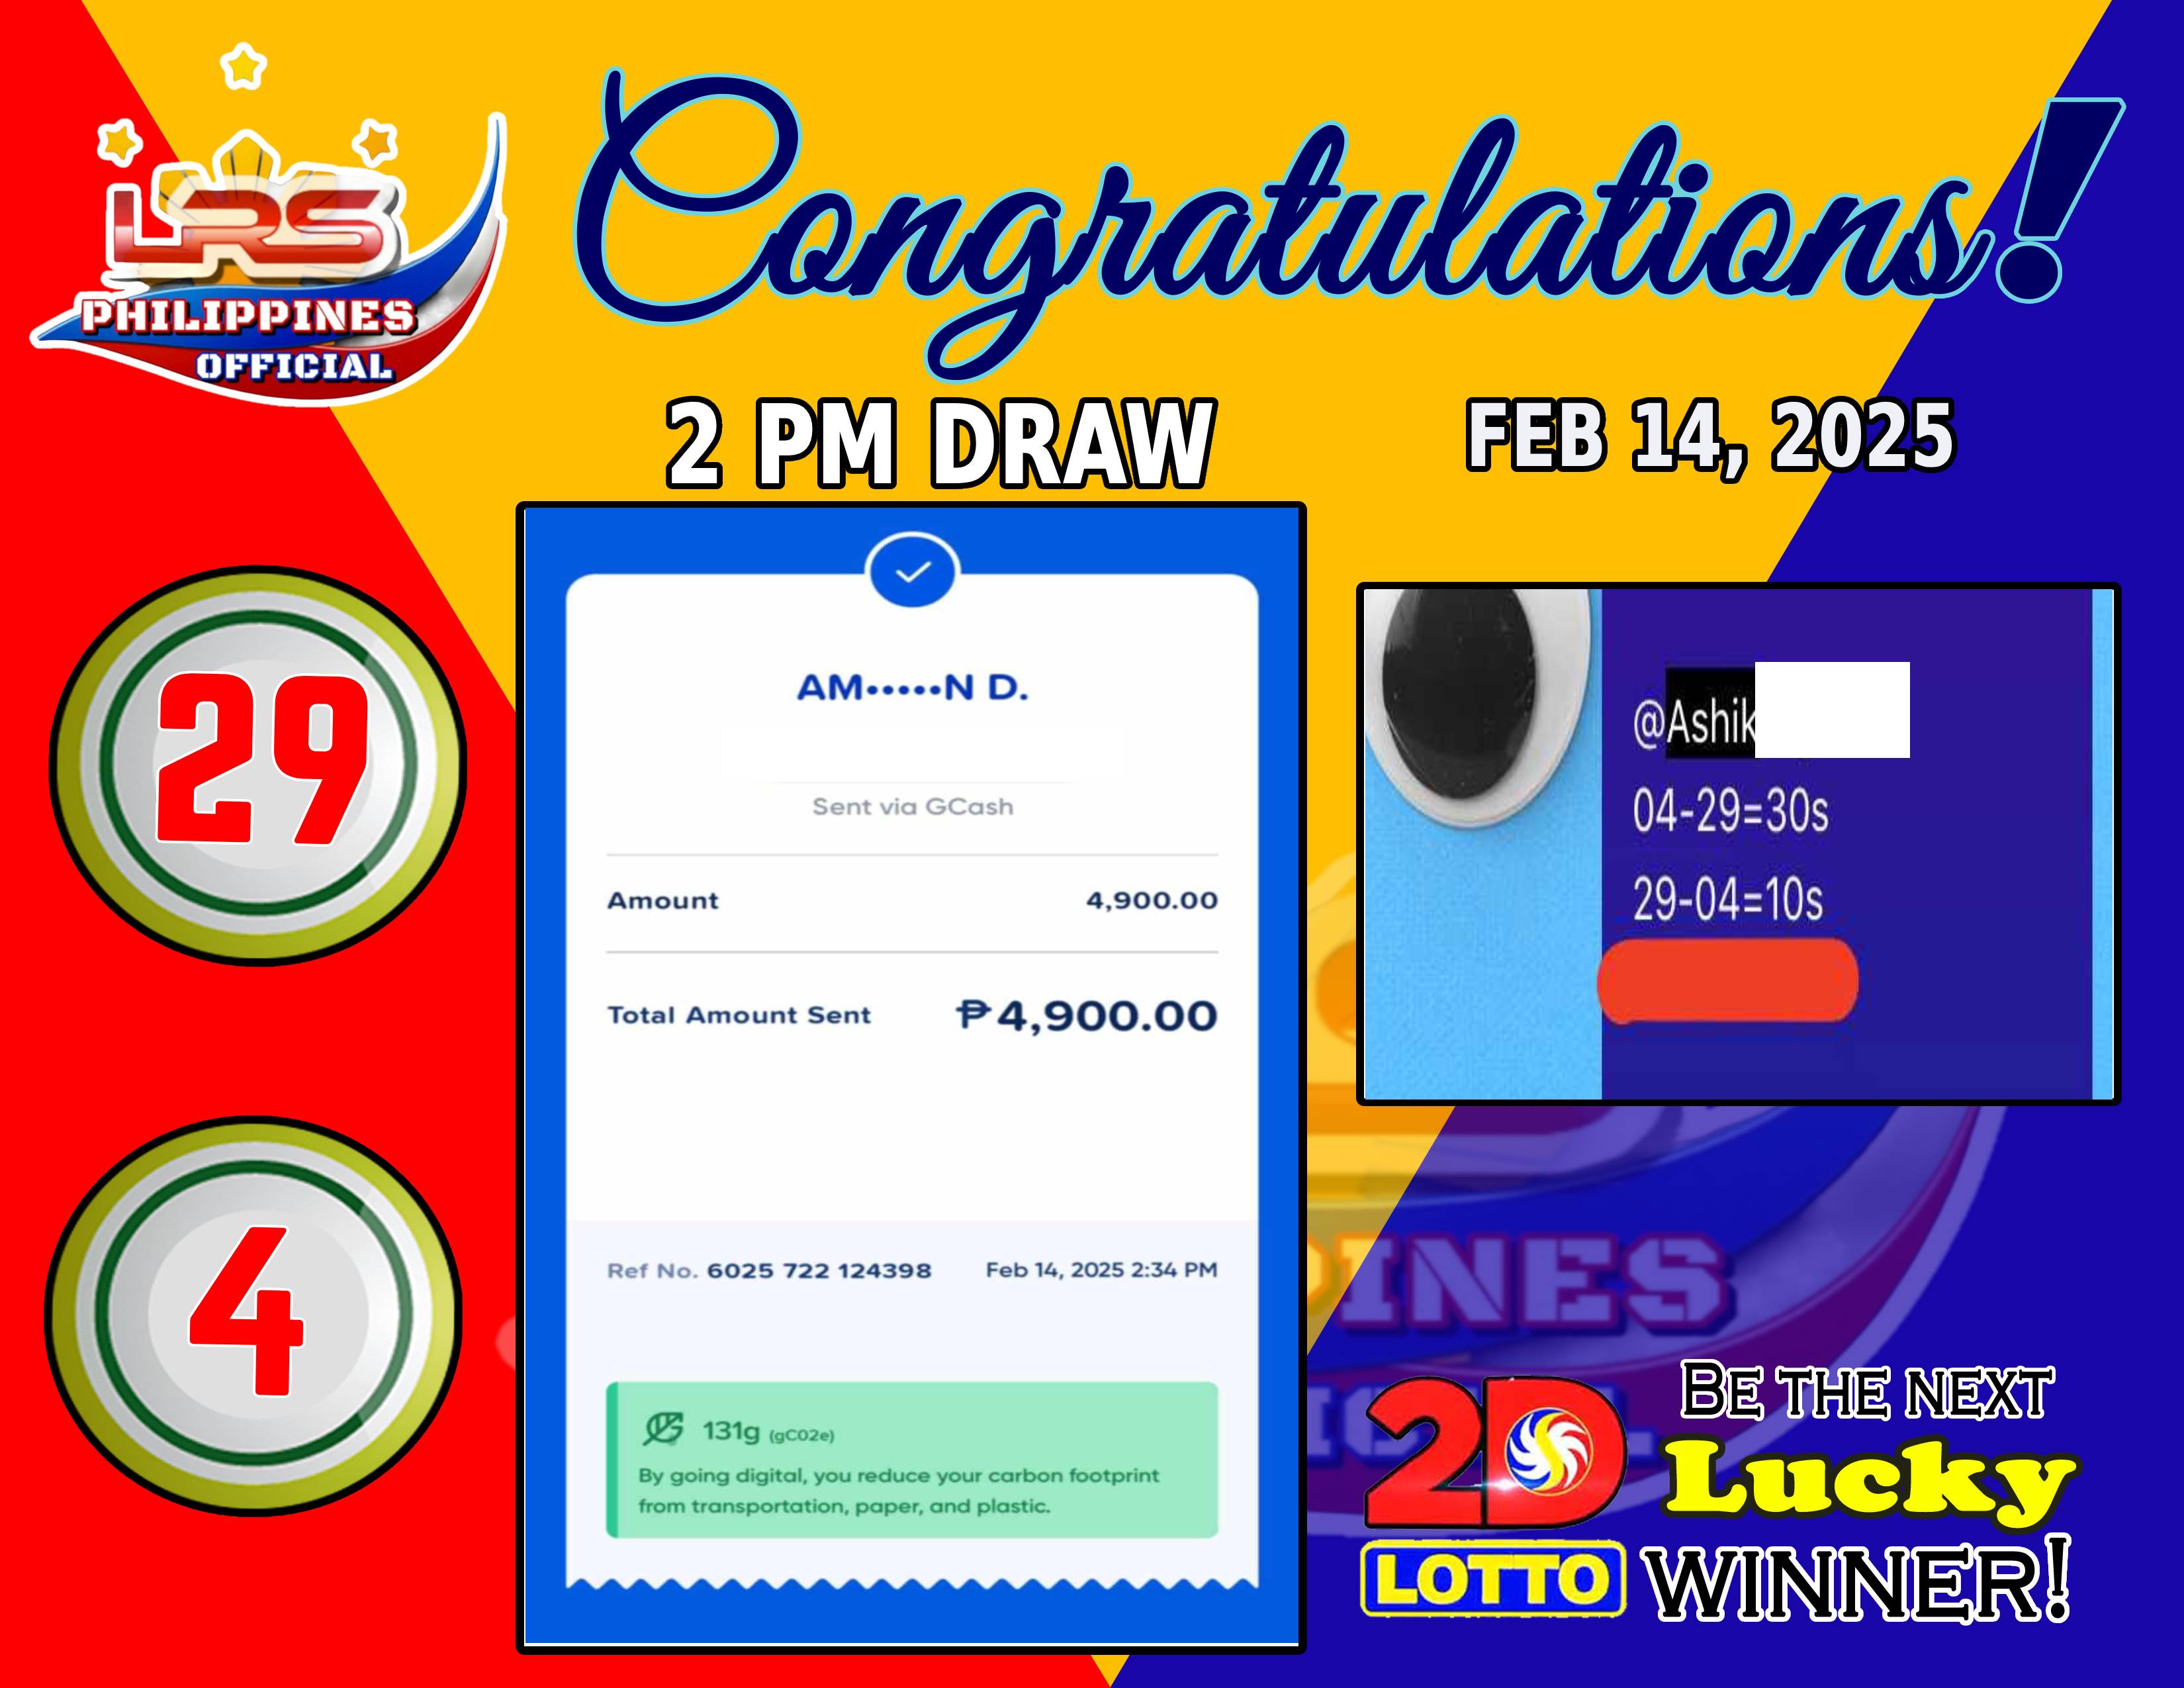 LRS
PHILIPPINES
OFFICIAL
Congratulations!
2 PM DRAW
FEB 14, 2025
29
4
AM•••••N D.
Sent via GCash
Amount 4,900.00
Total Amount Sent ₱4,900.00
Ref No. 6025 722 124398 Feb 14, 2025 2:34 PM
131g (gCO2e)
By going digital, you reduce your carbon footprint
from transportation, paper, and plastic.
@Ashik
04-29=30s
29-04=10s
PINES
2D
LOTTO
BE THE NEXT
Lucky
WINNER!